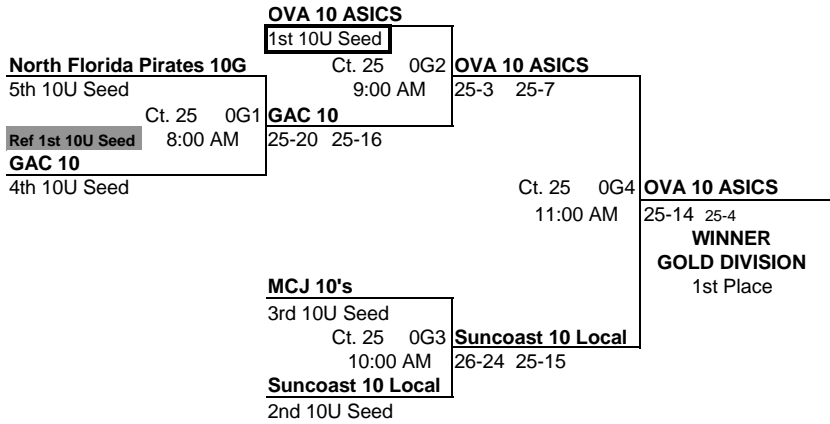 OVA 10 ASICS
1st 10U Seed
North Florida Pirates 10G Ct. 25 0G2 OVA 10 ASICS
5th 10U Seed 9:00 AM 25-3 25-7
Ct. 25 0G1 GAC 10
Ref 1st 10U Seed 8:00 AM 25-20 25-16
GAC 10
4th 10U Seed Ct. 25 0G4 OVA 10 ASICS
11:00 AM 25-14 25-4
WINNER
GOLD DIVISION
MCJ 10's 1st Place
3rd 10U Seed
Ct. 25 0G3 Suncoast 10 Local
10:00 AM 26-24 25-15
Suncoast 10 Local
2nd 10U Seed